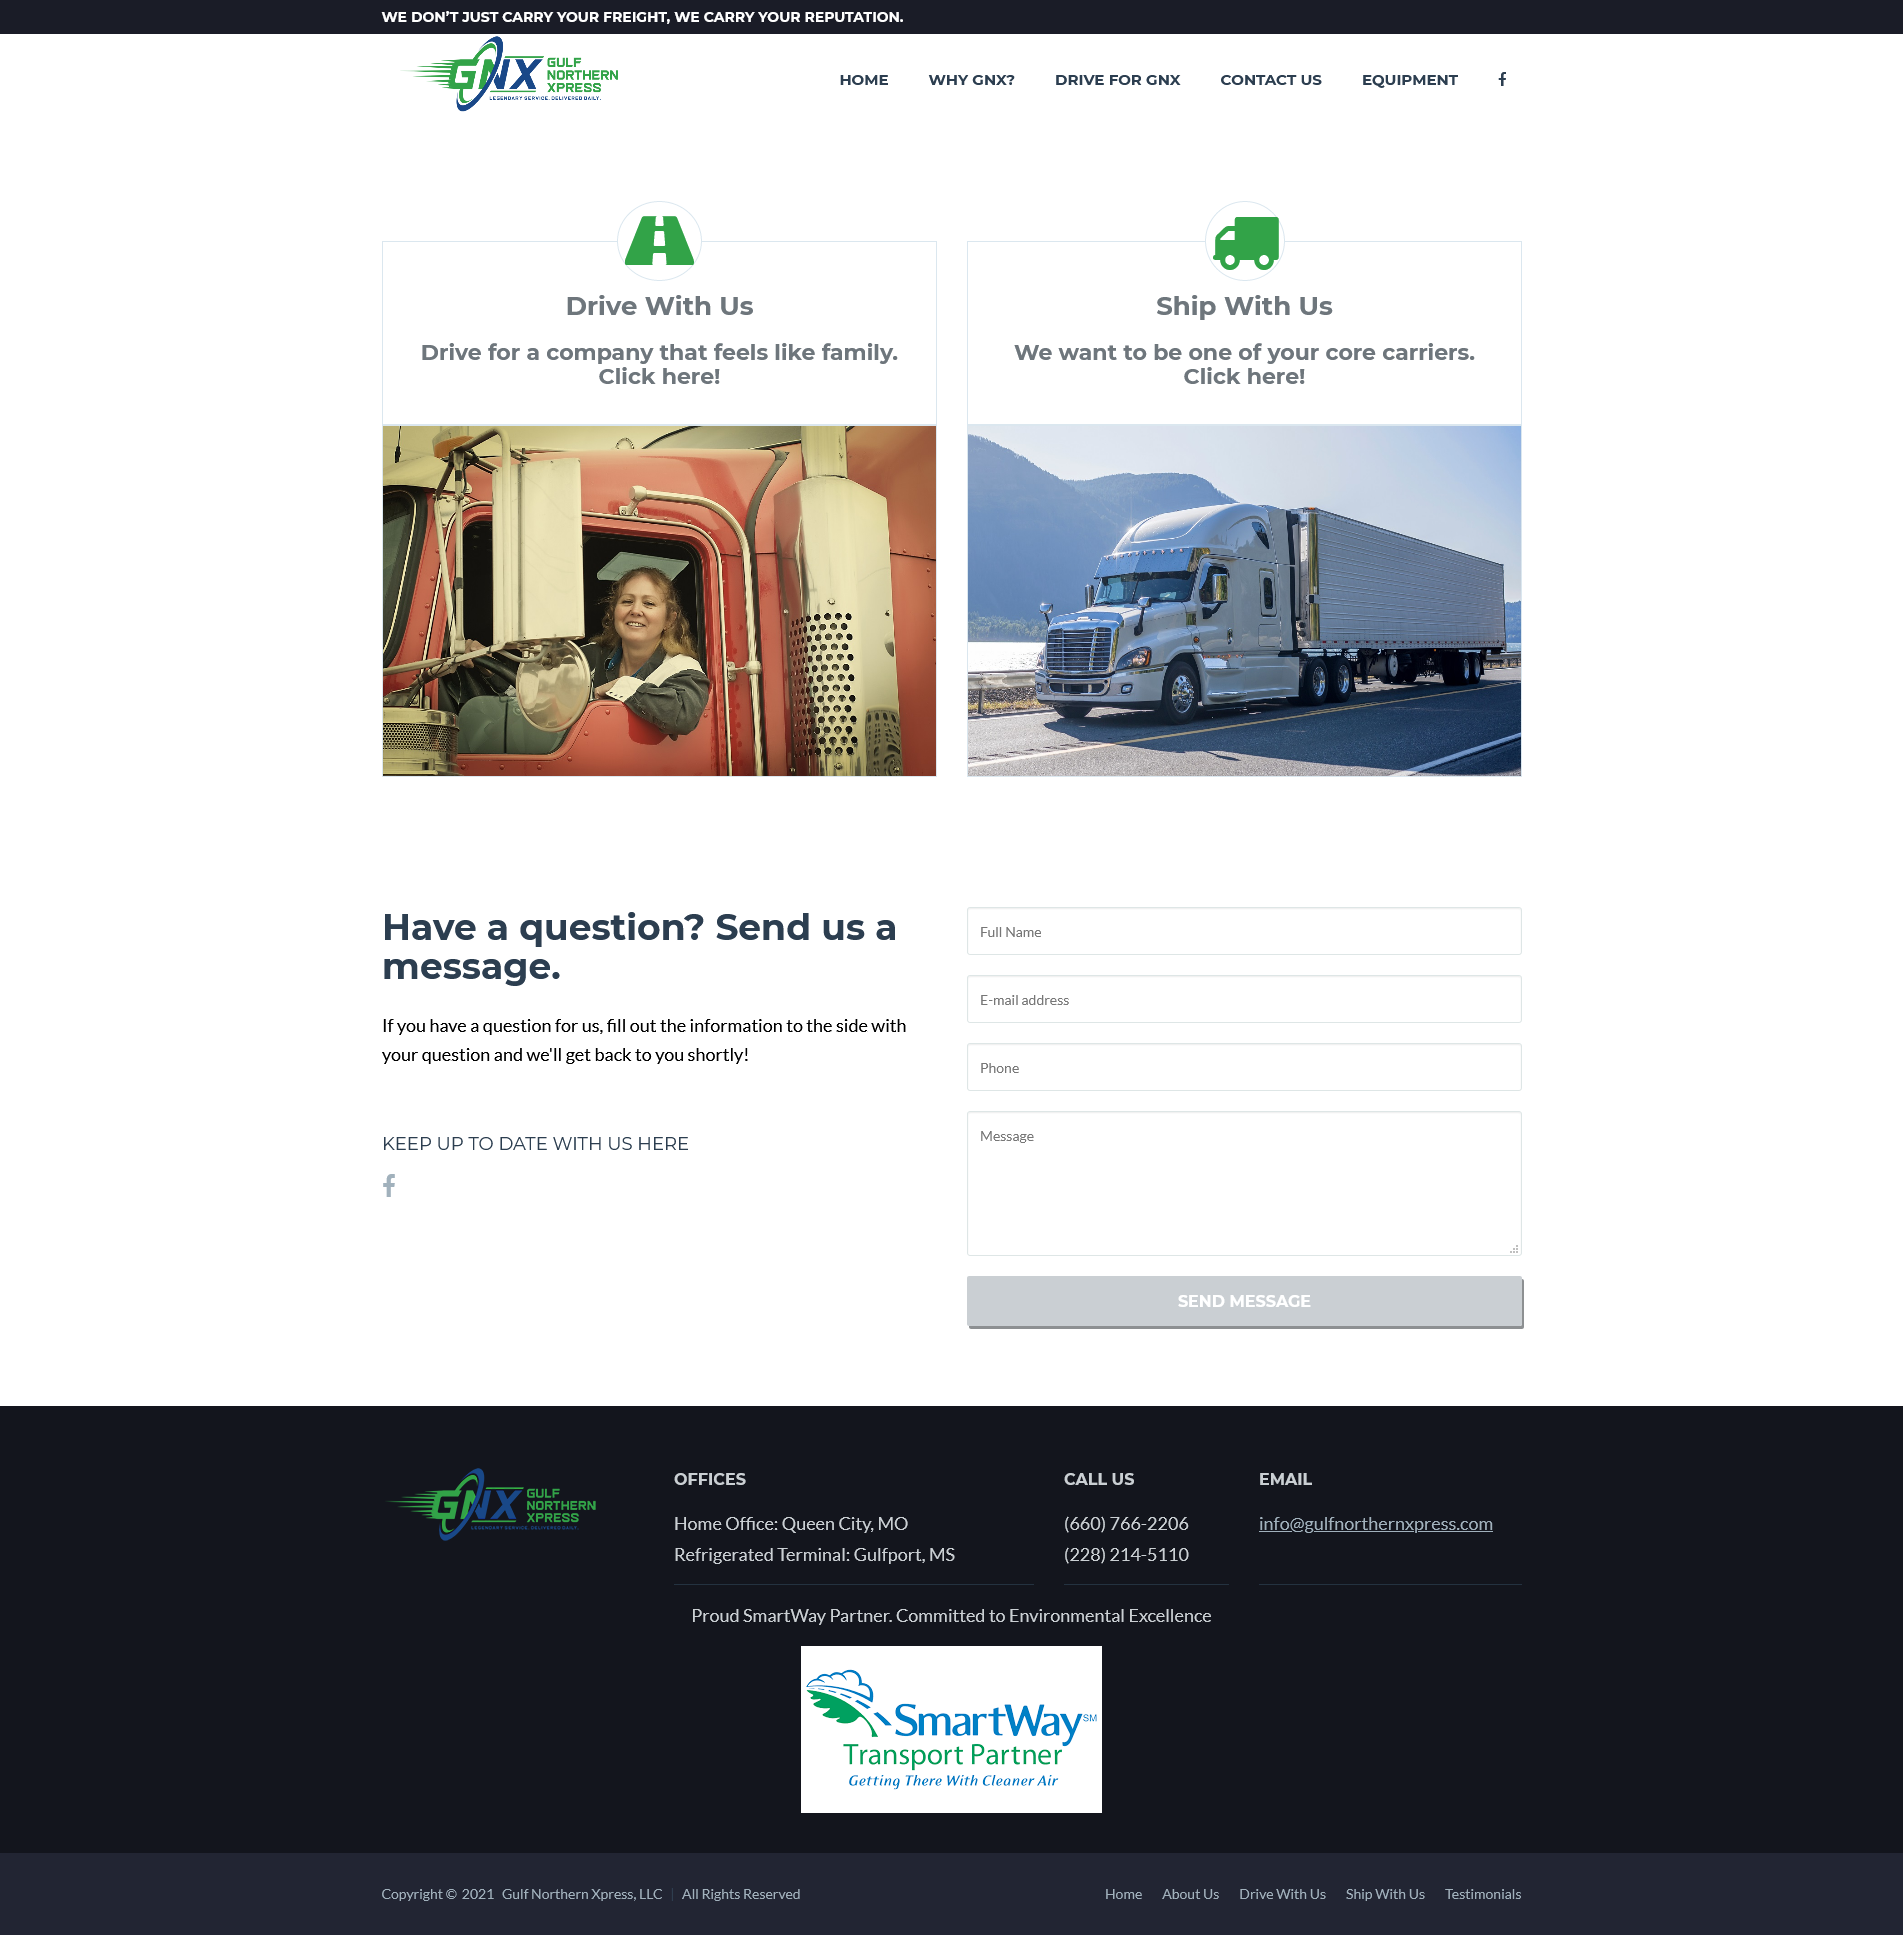 WE DON’T JUST CARRY YOUR FREIGHT, WE CARRY YOUR REPUTATION.
GNX GULF NORTHERN XPRESS
LEGENDARY SERVICE. DELIVERED DAILY.
HOME WHY GNX? DRIVE FOR GNX CONTACT US EQUIPMENT
Drive With Us
Drive for a company that feels like family.
Click here!
Ship With Us
We want to be one of your core carriers.
Click here!
Have a question? Send us a
message.
If you have a question for us, fill out the information to the side with
your question and we'll get back to you shortly!
KEEP UP TO DATE WITH US HERE
Full Name
E-mail address
Phone
Message
SEND MESSAGE
GNX GULF NORTHERN XPRESS
LEGENDARY SERVICE. DELIVERED DAILY.
OFFICES
Home Office: Queen City, MO
Refrigerated Terminal: Gulfport, MS
CALL US
(660) 766-2206
(228) 214-5110
EMAIL
info@gulfnorthernxpress.com
Proud SmartWay Partner. Committed to Environmental Excellence
SmartWay SM
Transport Partner
Getting There With Cleaner Air
Copyright © 2021 Gulf Northern Xpress, LLC | All Rights Reserved
Home About Us Drive With Us Ship With Us Testimonials